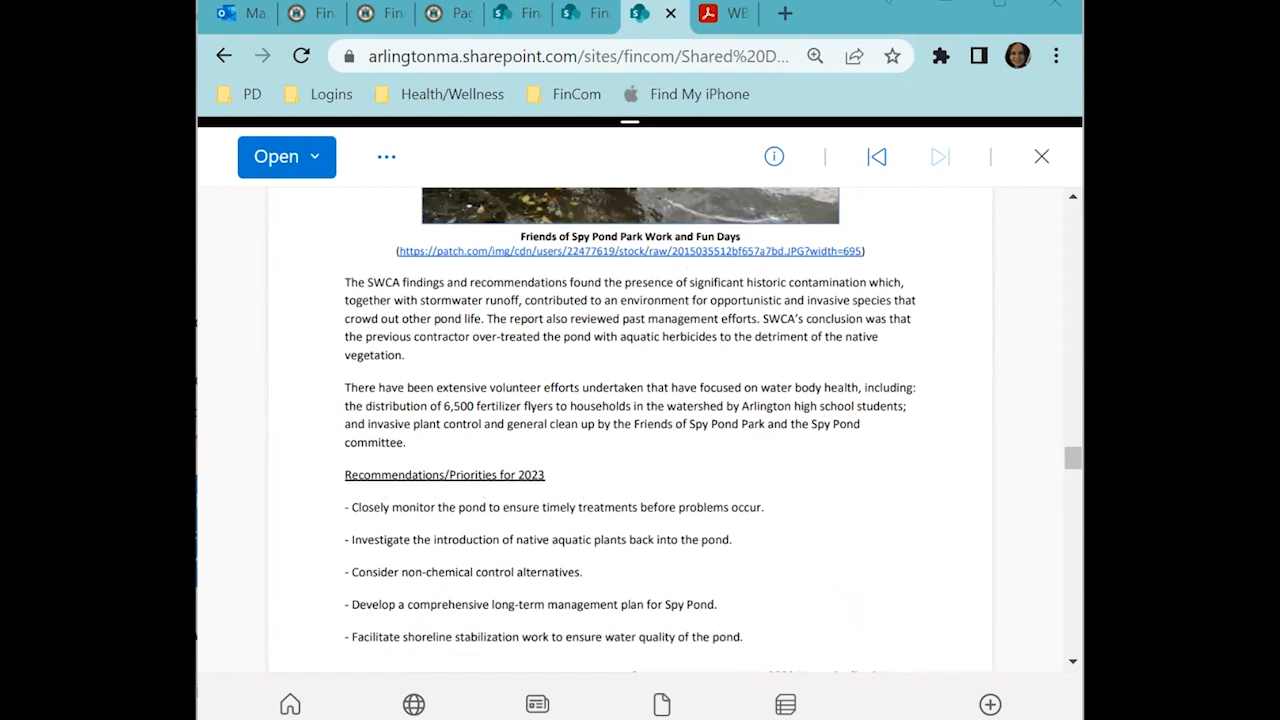 Ma
Fin
Fin
Pag
Fin
Fin
WB
arlingtonma.sharepoint.com/sites/fincom/Shared%20D...
PD
Logins
Health/Wellness
FinCom
Find My iPhone
Open
Friends of Spy Pond Park Work and Fun Days
(https://patch.com/img/cdn/users/22477619/stock/raw/2015035512bf657a7bd.JPG?width=695)
The SWCA findings and recommendations found the presence of significant historic contamination which,
together with stormwater runoff, contributed to an environment for opportunistic and invasive species that
crowd out other pond life. The report also reviewed past management efforts. SWCA's conclusion was that
the previous contractor over-treated the pond with aquatic herbicides to the detriment of the native
vegetation.
There have been extensive volunteer efforts undertaken that have focused on water body health, including:
the distribution of 6,500 fertilizer flyers to households in the watershed by Arlington high school students;
and invasive plant control and general clean up by the Friends of Spy Pond Park and the Spy Pond
committee.
Recommendations/Priorities for 2023
- Closely monitor the pond to ensure timely treatments before problems occur.
- Investigate the introduction of native aquatic plants back into the pond.
- Consider non-chemical control alternatives.
- Develop a comprehensive long-term management plan for Spy Pond.
- Facilitate shoreline stabilization work to ensure water quality of the pond.